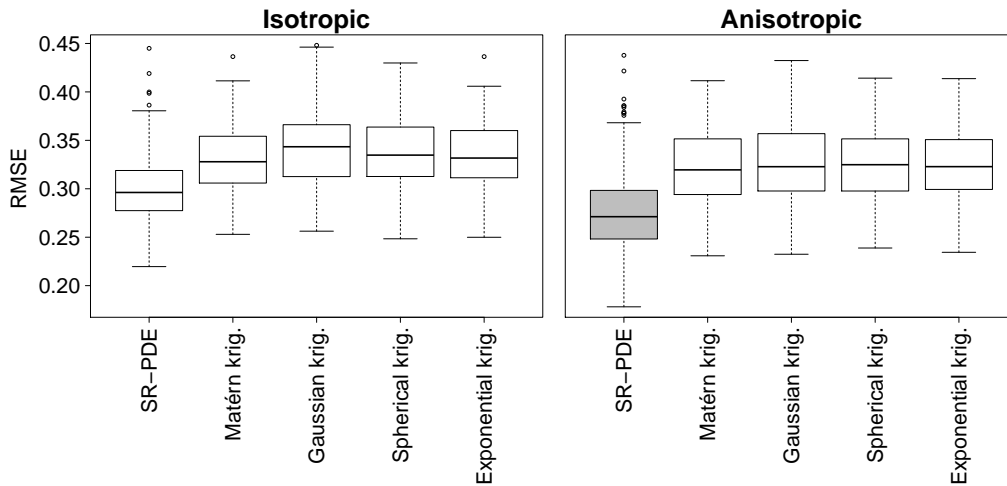 Isotropic
Anisotropic
RMSE
0.45
0.40
0.35
0.30
0.25
0.20
SR−PDE
Matérn krig.
Gaussian krig.
Spherical krig.
Exponential krig.
SR−PDE
Matérn krig.
Gaussian krig.
Spherical krig.
Exponential krig.